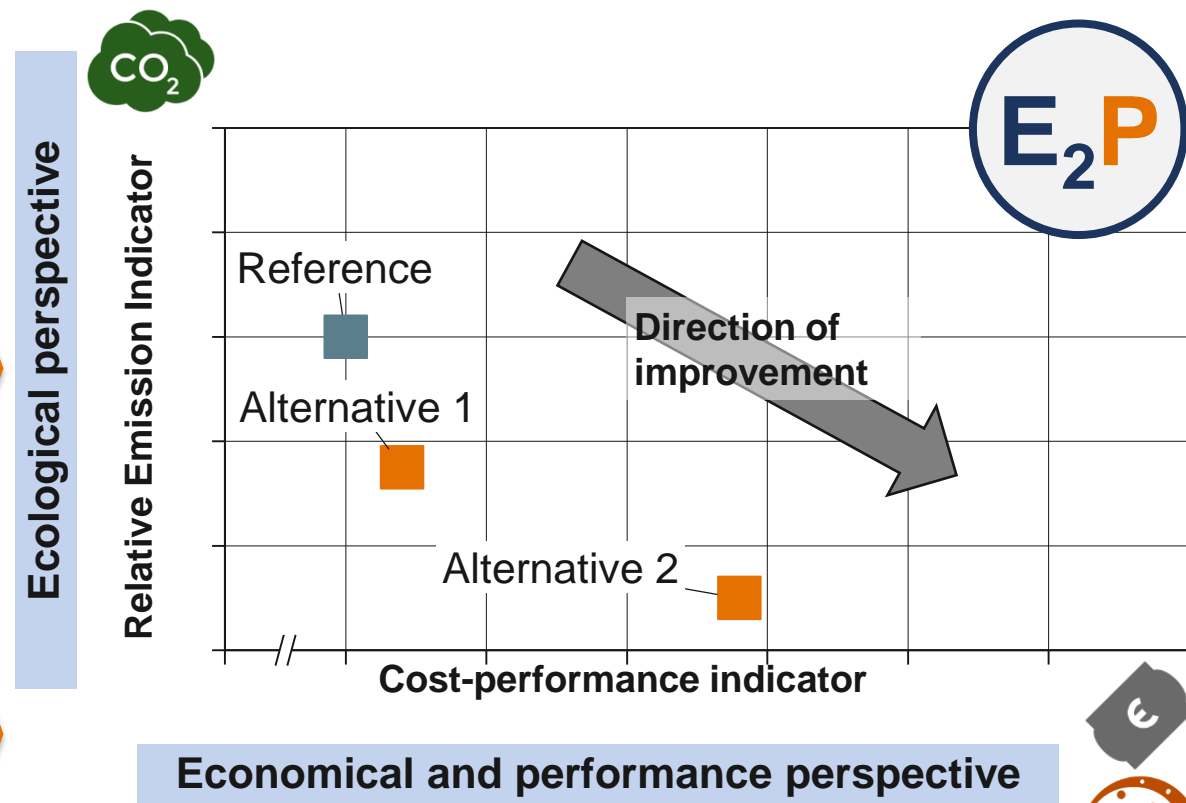 CO2
E2P
Ecological perspective
Relative Emission Indicator
Reference
Alternative 1
Alternative 2
Direction of
improvement
Cost-performance indicator
Economical and performance perspective
€